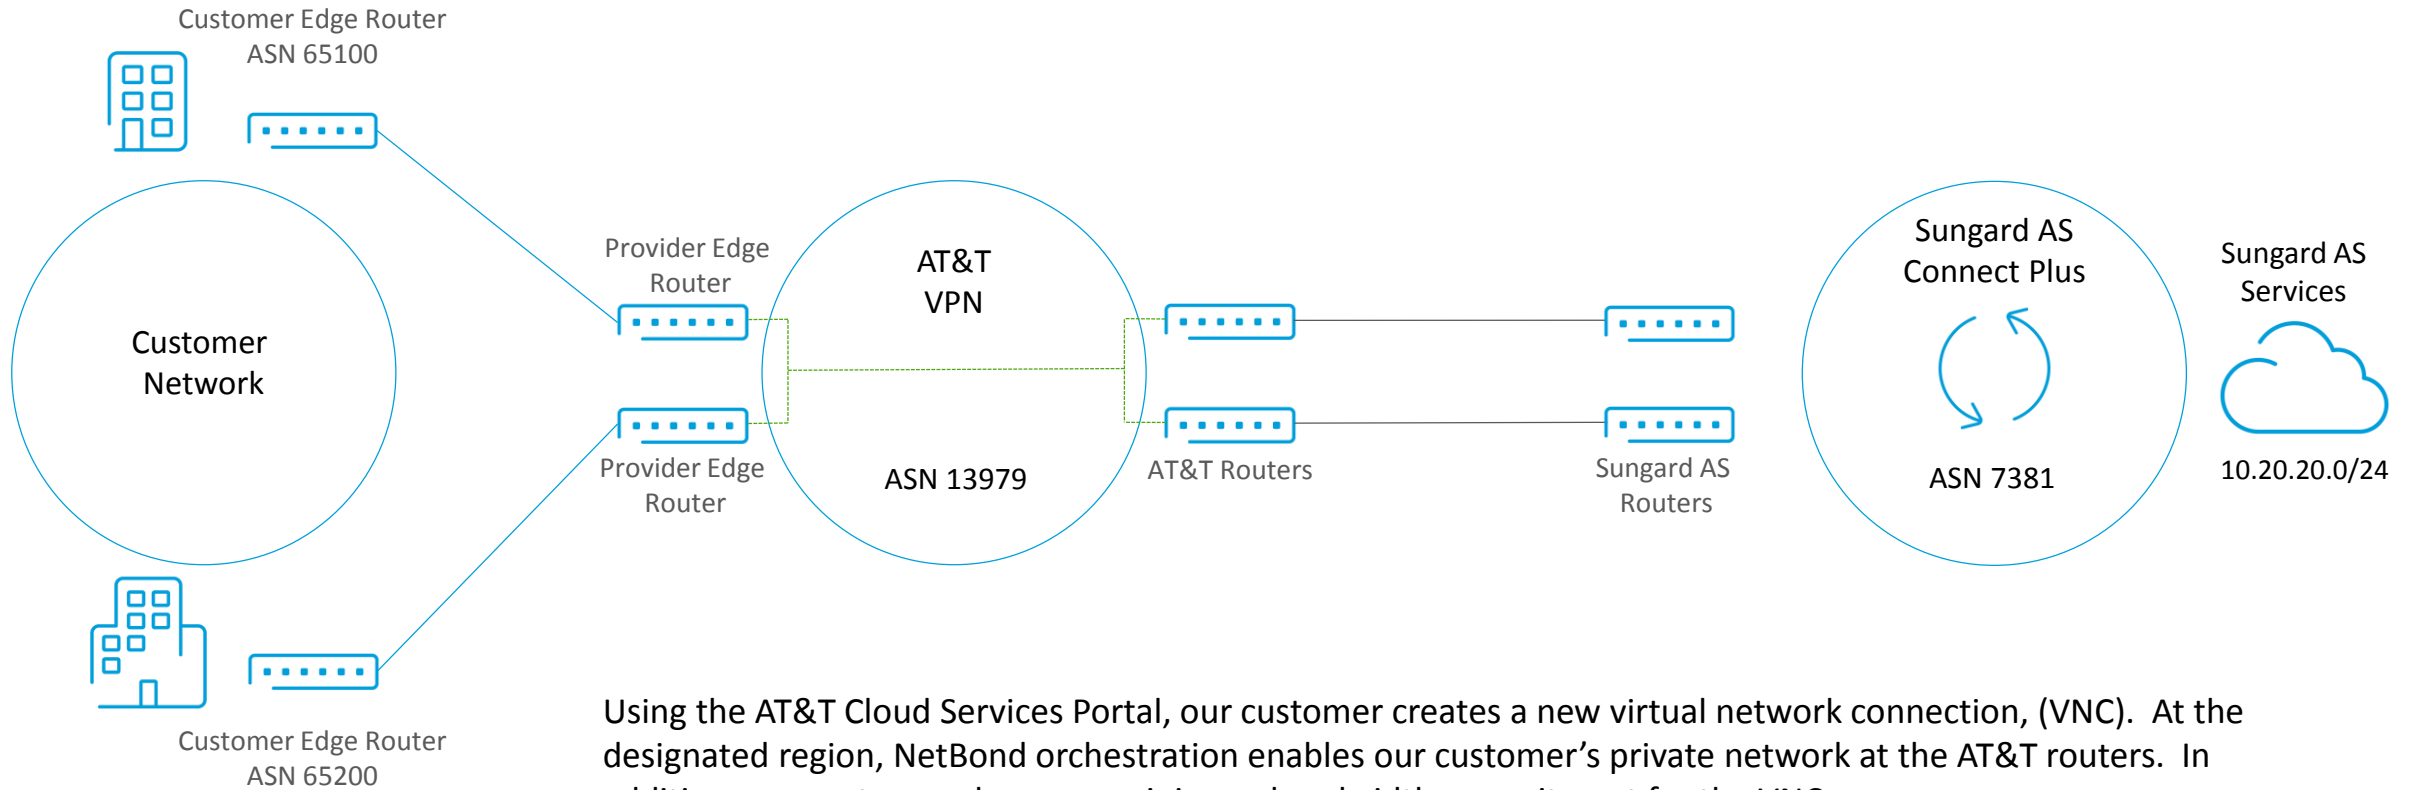 Customer Edge Router
ASN 65100
Customer
Network
Customer Edge Router
ASN 65200
Provider Edge
Router
Provider Edge
Router
AT&T
VPN
ASN 13979
AT&T Routers
Sungard AS
Routers
Sungard AS
Connect Plus
ASN 7381
Sungard AS
Services
10.20.20.0/24
Using the AT&T Cloud Services Portal, our customer creates a new virtual network connection, (VNC).  At the
designated region, NetBond orchestration enables our customer’s private network at the AT&T routers.  In